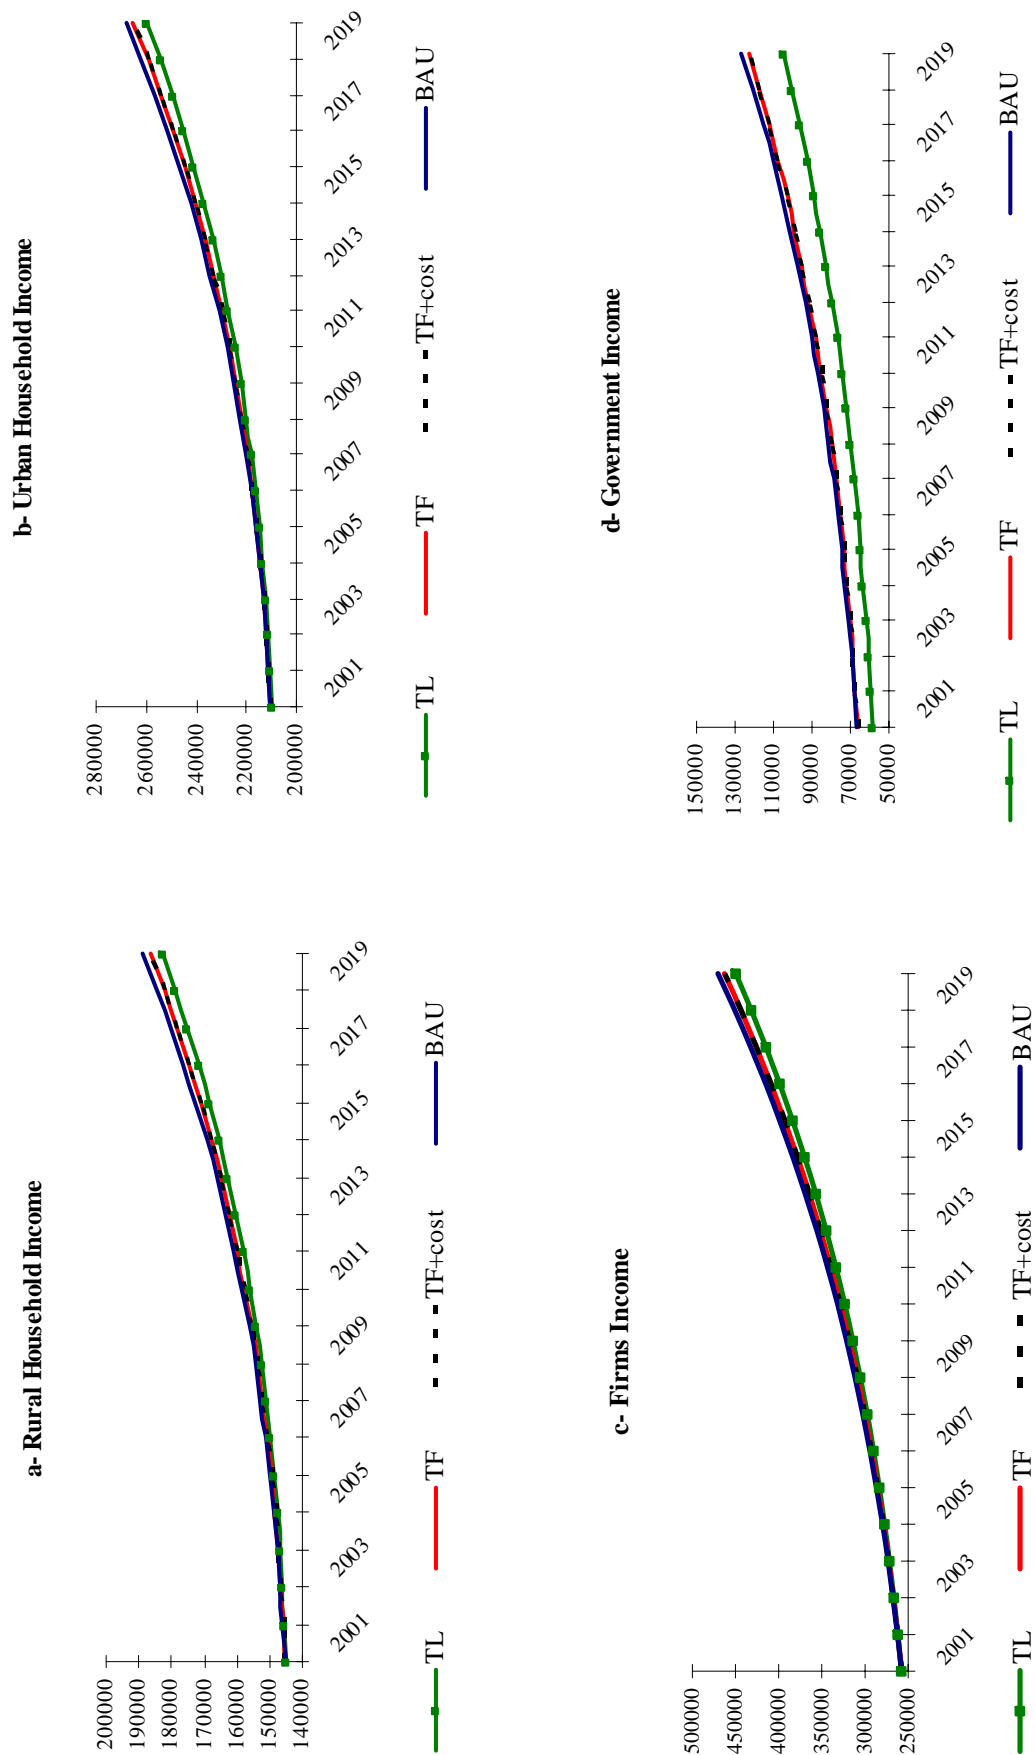 a- Rural Household Income
200000
190000
180000
170000
160000
150000
140000
2001 2003 2005 2007 2009 2011 2013 2015 2017 2019
TL TF TF+cost BAU
b- Urban Household Income
280000
260000
240000
220000
200000
2001 2003 2005 2007 2009 2011 2013 2015 2017 2019
TL TF TF+cost BAU
c- Firms Income
500000
450000
400000
350000
300000
250000
2001 2003 2005 2007 2009 2011 2013 2015 2017 2019
TL TF TF+cost BAU
d- Government Income
150000
130000
110000
90000
70000
50000
2001 2003 2005 2007 2009 2011 2013 2015 2017 2019
TL TF TF+cost BAU